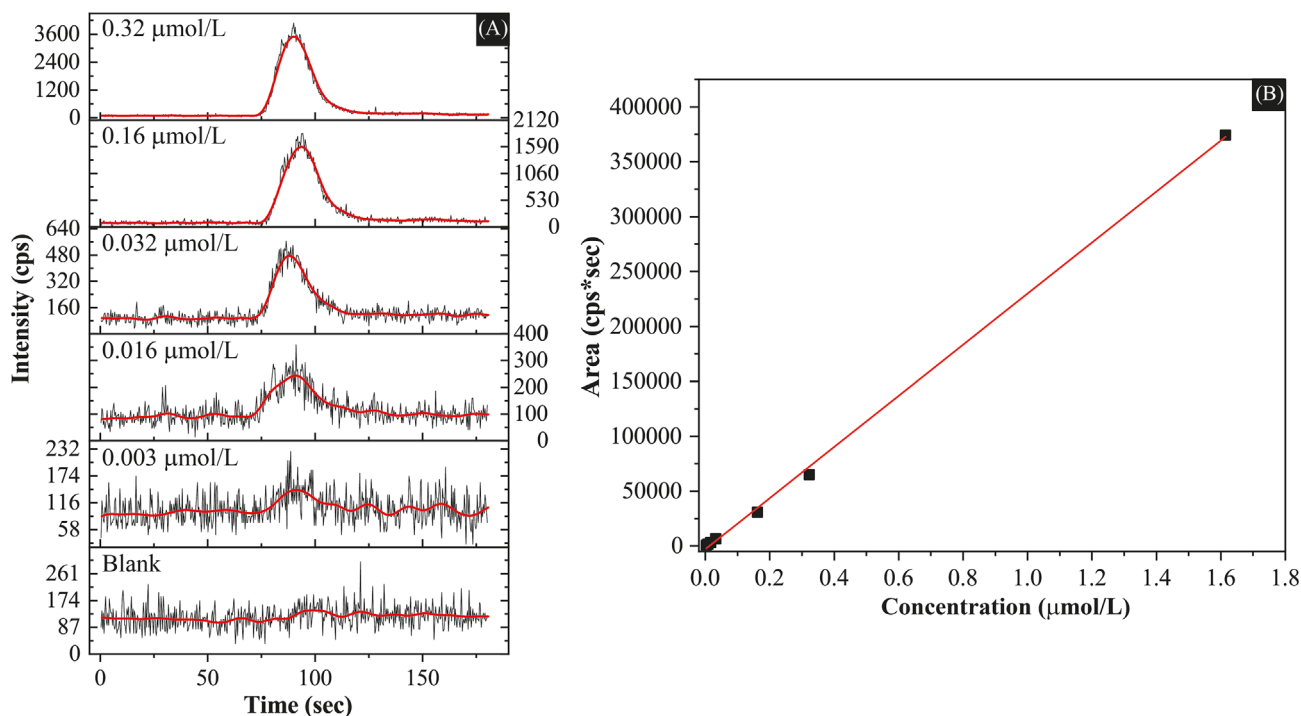 0.32 μmol/L
(A)
3600
2400
1200
0
0.16 μmol/L
2120
1590
1060
530
0
0.032 μmol/L
640
480
320
160
0.016 μmol/L
400
300
200
100
0
0.003 μmol/L
232
174
116
58
Blank
261
174
87
0
0 50 100 150
Time (sec)
Intensity (cps)
(B)
400000
350000
300000
250000
200000
150000
100000
50000
0
0.0 0.2 0.4 0.6 0.8 1.0 1.2 1.4 1.6 1.8
Concentration (μmol/L)
Area (cps*sec)